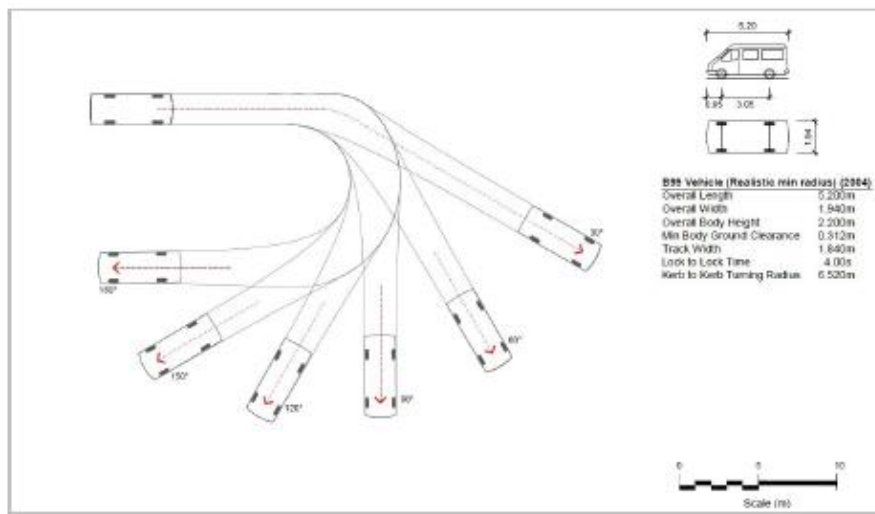 5.20
0.95 3.05
1.94
B99 Vehicle (Realistic min radius) (2004)
Overall Length 5.200m
Overall Width 1.940m
Overall Body Height 2.200m
Min Body Ground Clearance 0.312m
Track Width 1.840m
Lock to Lock Time 4.00s
Kerb to Kerb Turning Radius 6.520m
30°
60°
90°
120°
150°
180°
0 5 10
Scale (m)